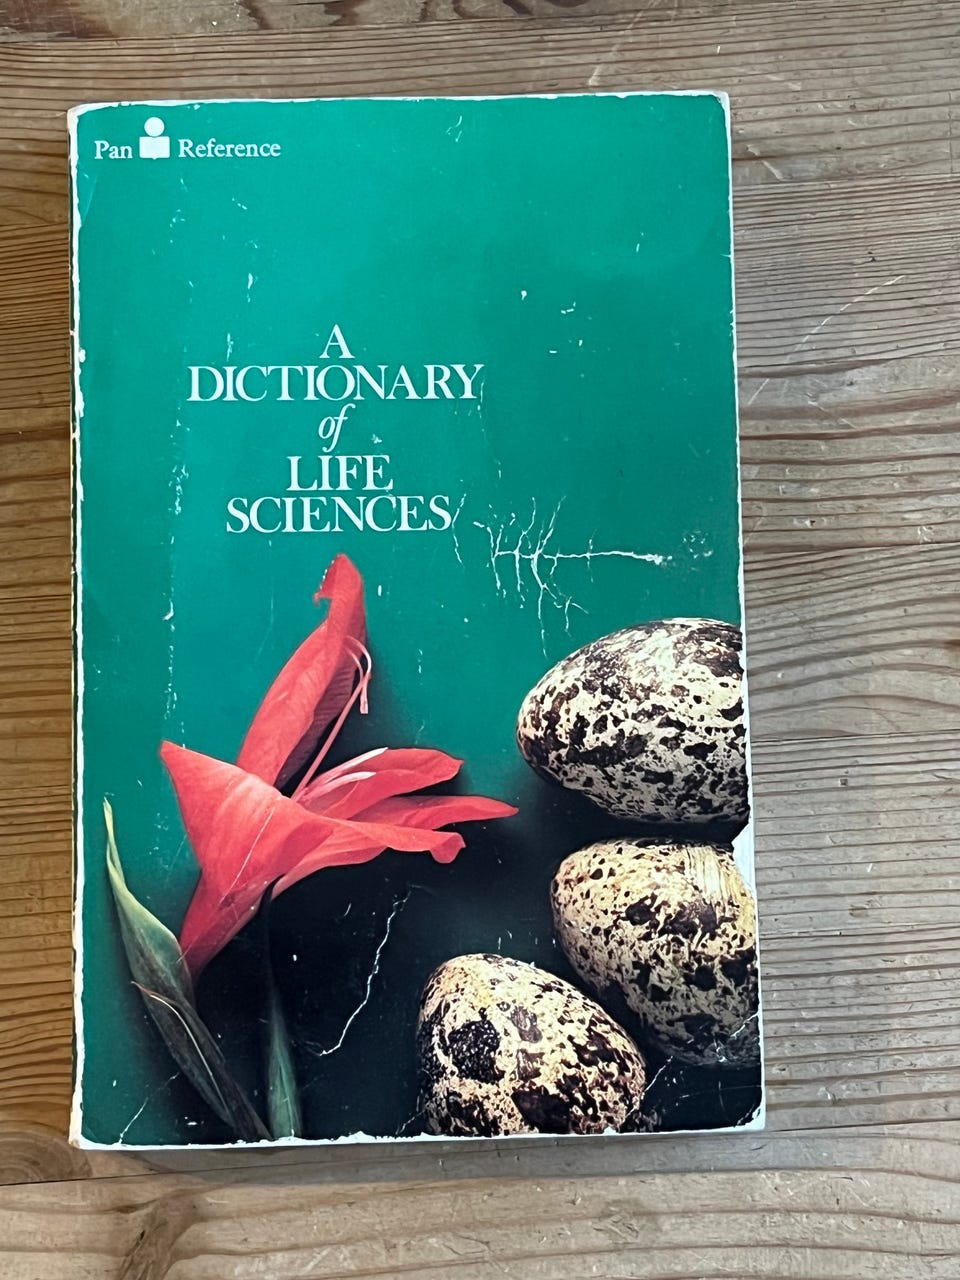 Pan Reference
A
DICTIONARY
of
LIFE
SCIENCES